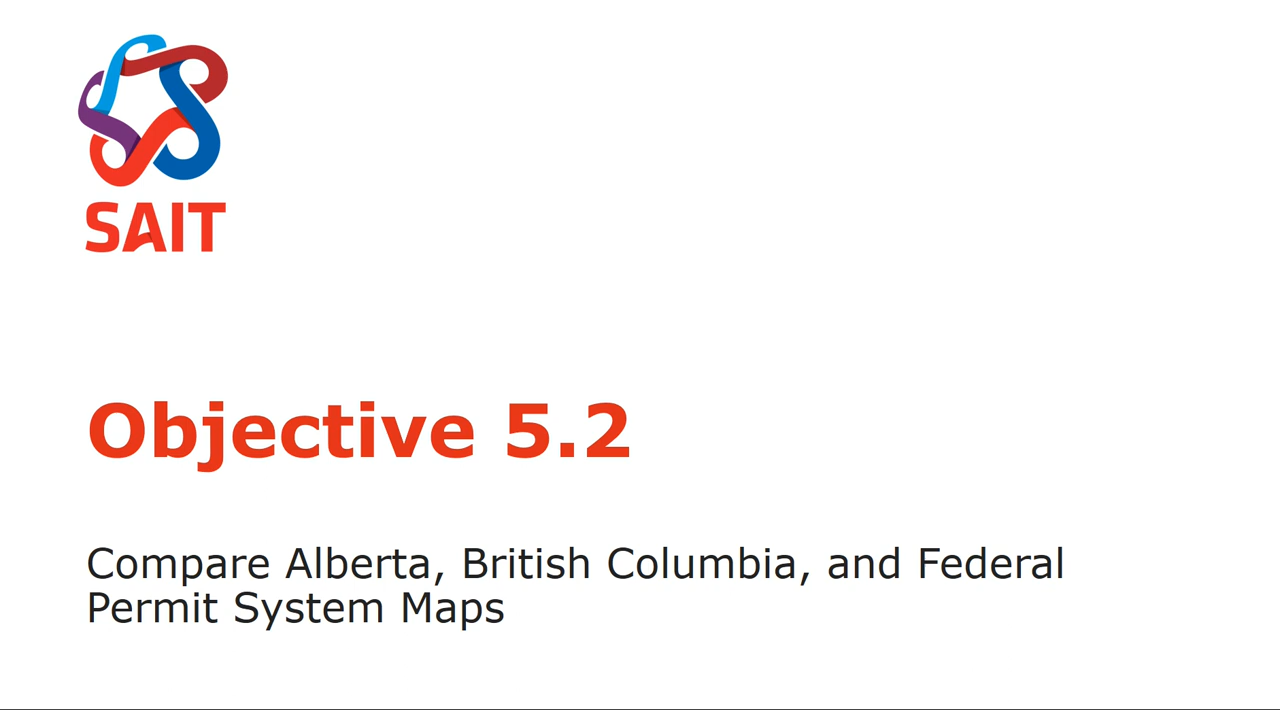 SAIT
Objective 5.2
Compare Alberta, British Columbia, and Federal
Permit System Maps